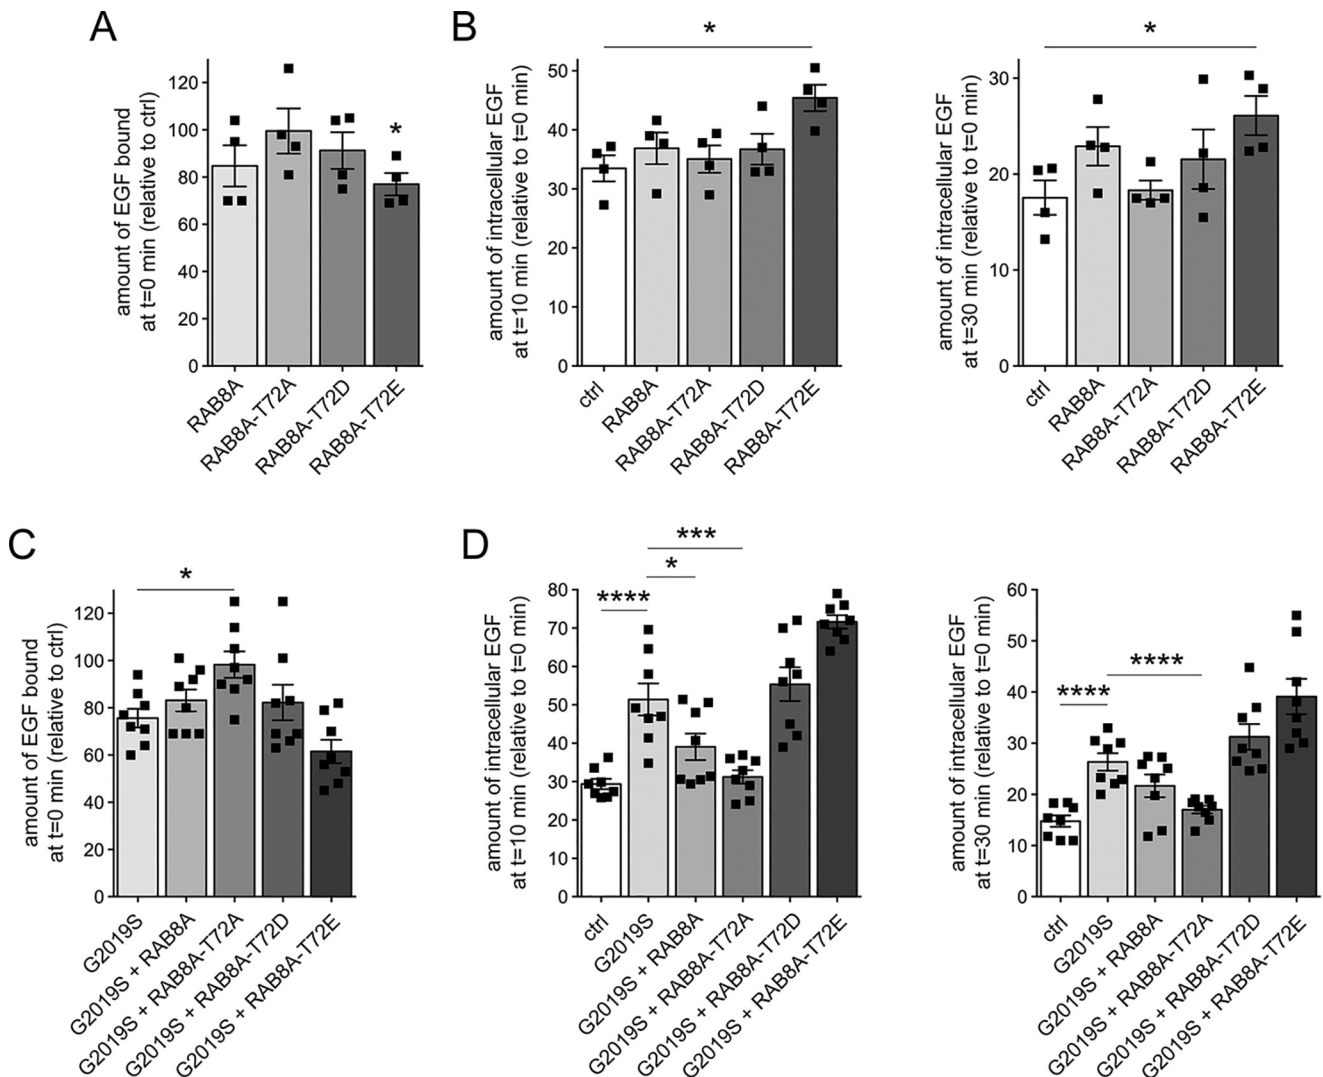 A
amount of EGF bound
at t=0 min (relative to ctrl)
120
100
80
60
40
20
0
*
RAB8A
RAB8A-T72A
RAB8A-T72D
RAB8A-T72E
B
amount of intracellular EGF
at t=10 min (relative to t=0 min)
50
40
30
20
10
0
*
ctrl
RAB8A
RAB8A-T72A
RAB8A-T72D
RAB8A-T72E
amount of intracellular EGF
at t=30 min (relative to t=0 min)
30
20
10
0
*
ctrl
RAB8A
RAB8A-T72A
RAB8A-T72D
RAB8A-T72E
C
amount of EGF bound
at t=0 min (relative to ctrl)
120
100
80
60
40
20
0
*
G2019S
G2019S + RAB8A
G2019S + RAB8A-T72A
G2019S + RAB8A-T72D
G2019S + RAB8A-T72E
D
amount of intracellular EGF
at t=10 min (relative to t=0 min)
80
70
60
50
40
30
20
10
0
***
*
****
ctrl
G2019S
G2019S + RAB8A
G2019S + RAB8A-T72A
G2019S + RAB8A-T72D
G2019S + RAB8A-T72E
amount of intracellular EGF
at t=30 min (relative to t=0 min)
60
50
40
30
20
10
0
****
****
ctrl
G2019S
G2019S + RAB8A
G2019S + RAB8A-T72A
G2019S + RAB8A-T72D
G2019S + RAB8A-T72E